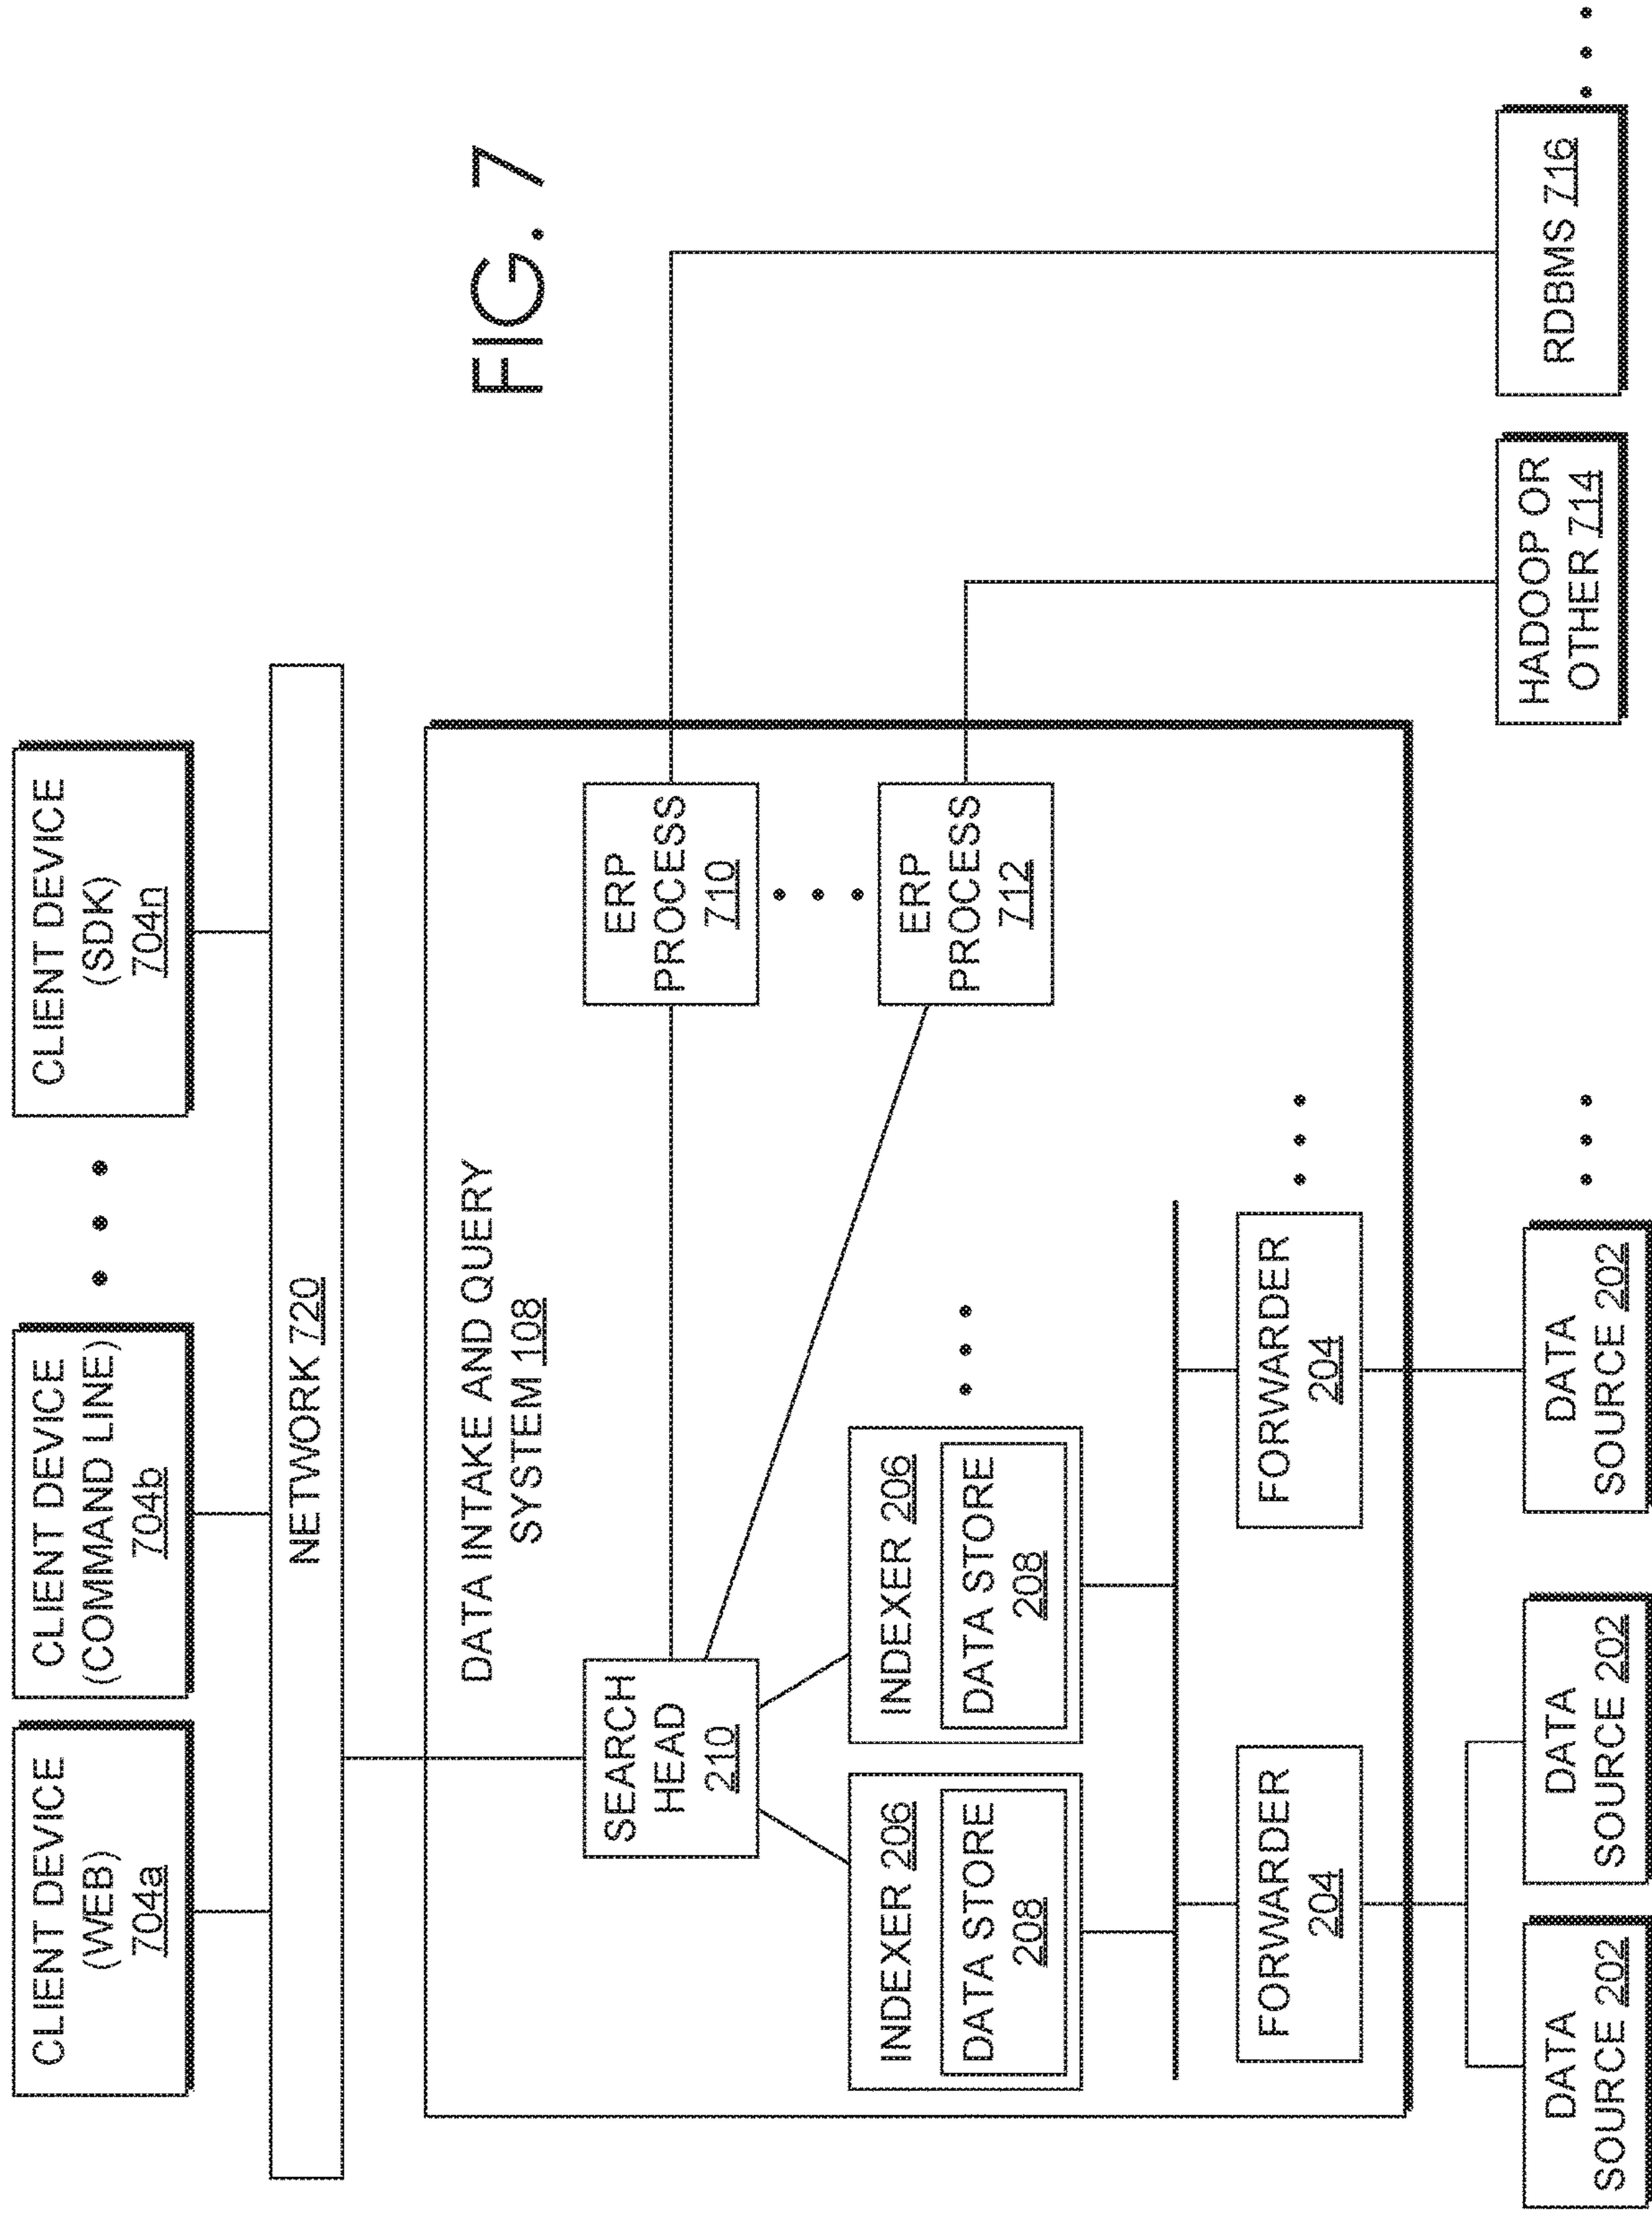 CLIENT DEVICE
(WEB)
704a
CLIENT DEVICE
(COMMAND LINE)
704b
CLIENT DEVICE
(SDK)
704n
NETWORK 720
DATA INTAKE AND QUERY
SYSTEM 108
FIG. 7
SEARCH
HEAD
210
ERP
PROCESS
710
INDEXER 206
DATA STORE
208
INDEXER 206
DATA STORE
208
ERP
PROCESS
712
FORWARDER
204
FORWARDER
204
DATA
SOURCE 202
DATA
SOURCE 202
DATA
SOURCE 202
HADOOP OR
OTHER 714
RDBMS 716